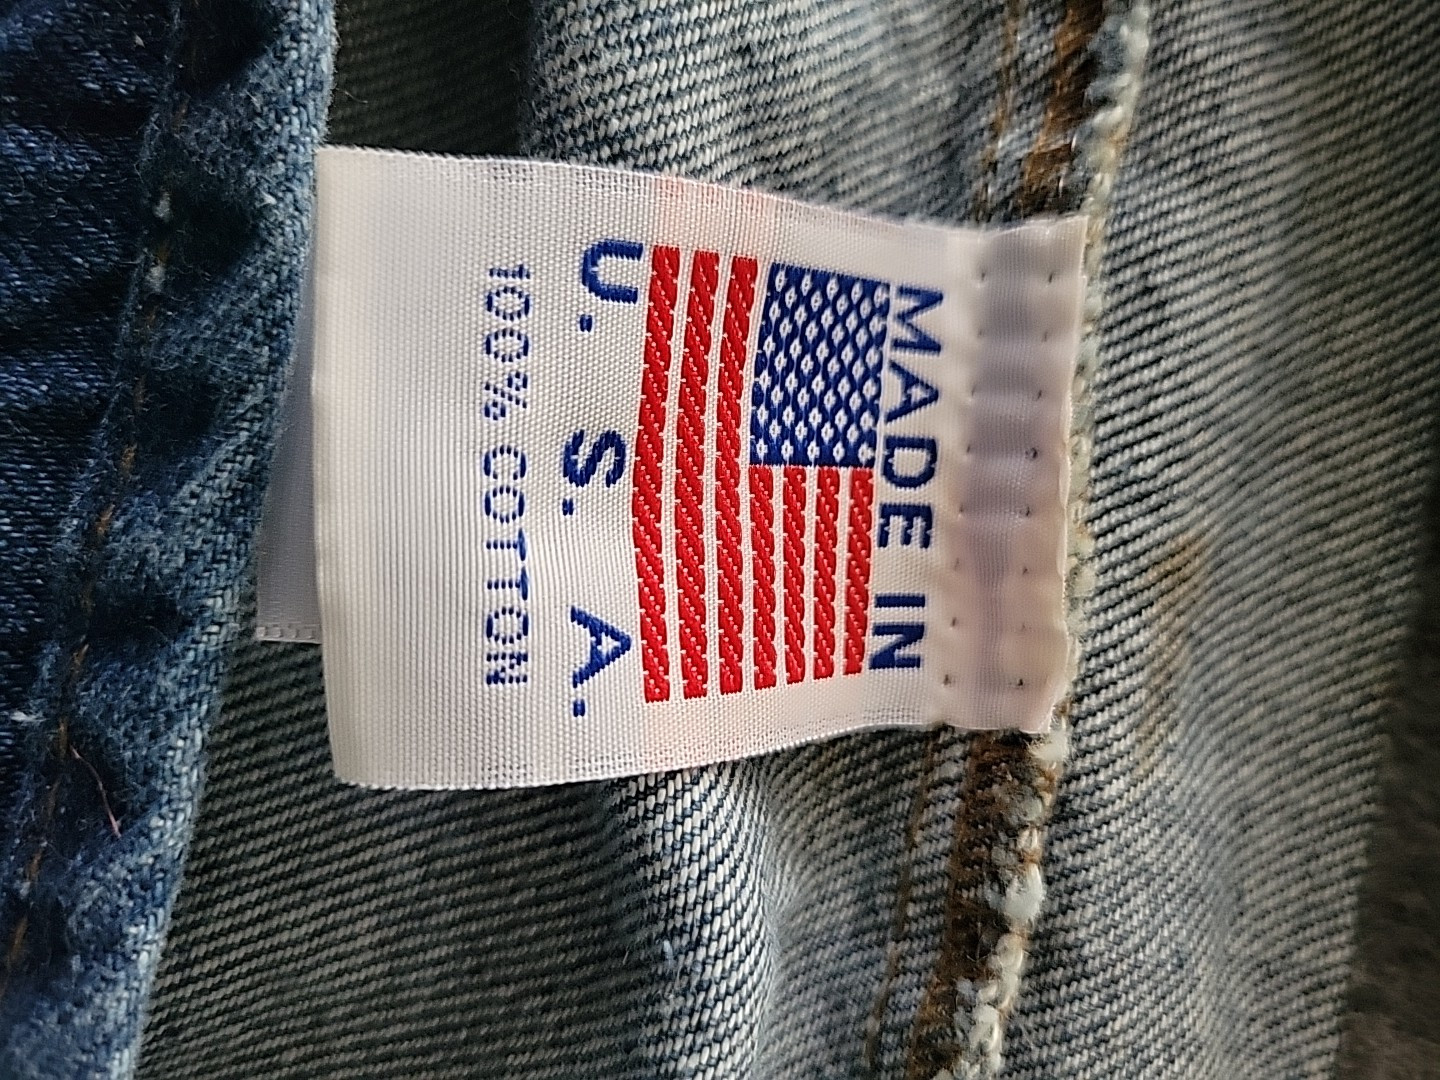 MADE IN
U. S. A.
100% COTTON